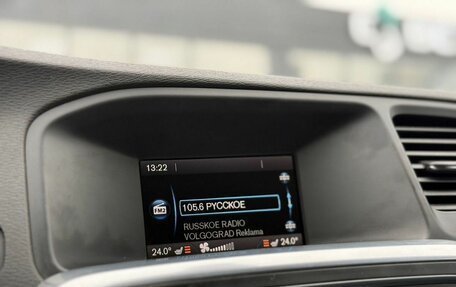 13:22
105.6 РУССКОЕ
FM2
RUSSKOE RADIO
VOLGOGRAD Reklama
24.0° 24.0°